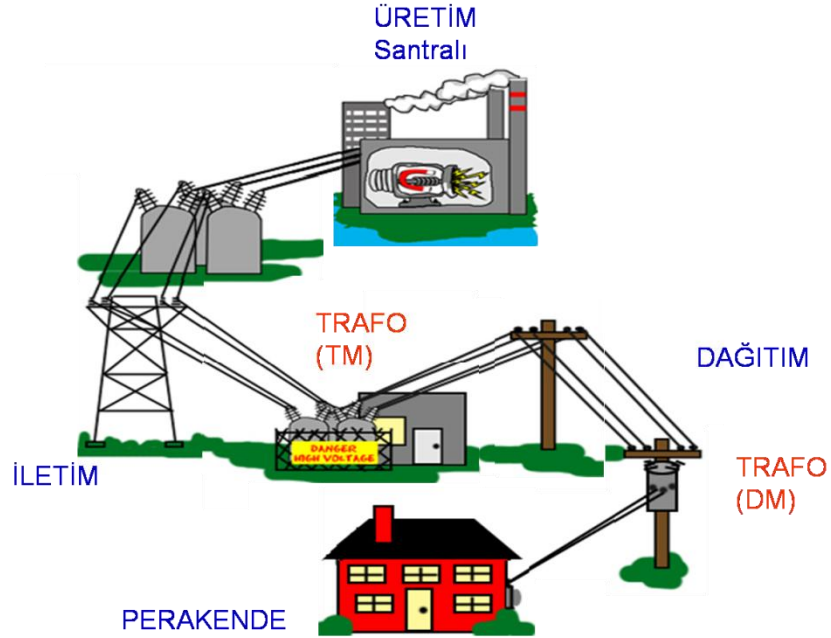 ÜRETİM
Santralı
TRAFO
(TM)
DAĞITIM
DANGER
HIGH VOLTAGE
İLETİM
TRAFO
(DM)
PERAKENDE